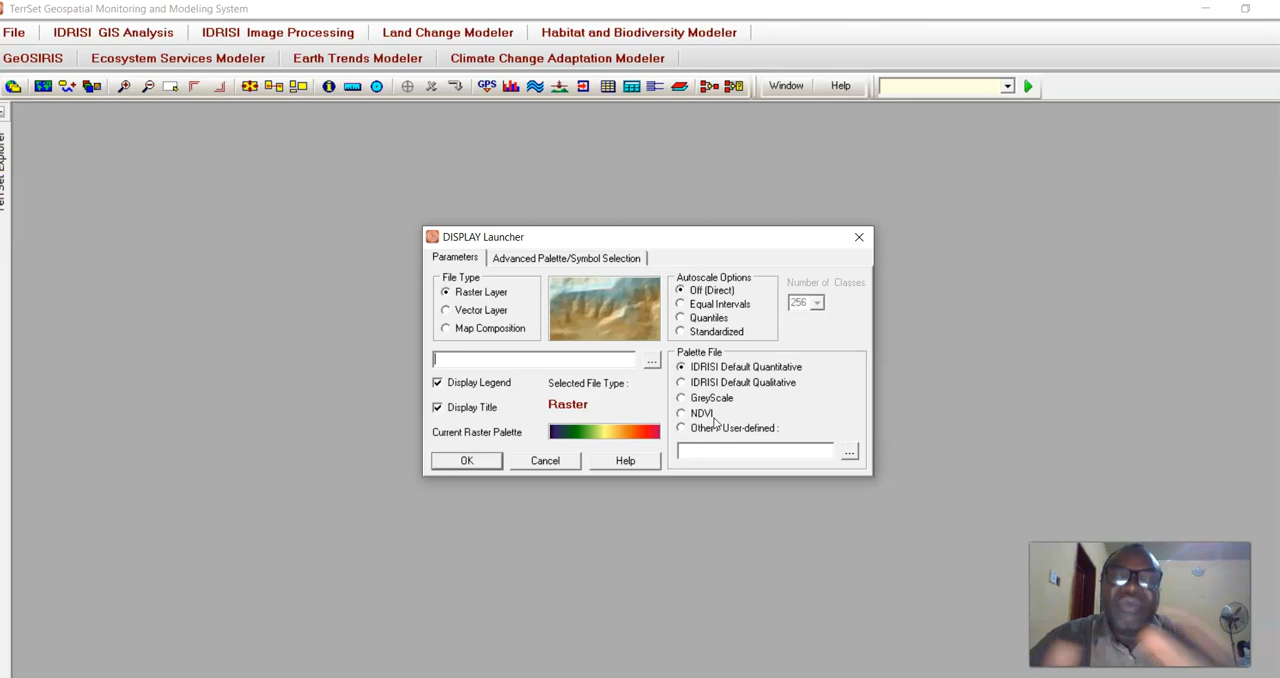 TerrSet Geospatial Monitoring and Modeling System
File IDRISI GIS Analysis IDRISI Image Processing Land Change Modeler Habitat and Biodiversity Modeler
GeOSIRIS Ecosystem Services Modeler Earth Trends Modeler Climate Change Adaptation Modeler
GPS Window Help
TerrSet Explorer
DISPLAY Launcher
Parameters Advanced Palette/Symbol Selection
File Type
Raster Layer
Vector Layer
Map Composition
Autoscale Options
Off (Direct)
Equal Intervals
Quantiles
Standardized
Number of Classes
256
...
Display Legend
Display Title
Current Raster Palette
Selected File Type :
Raster
Palette File
IDRISI Default Quantitative
IDRISI Default Qualitative
GreyScale
NDVI
User-defined :
...
OK Cancel Help